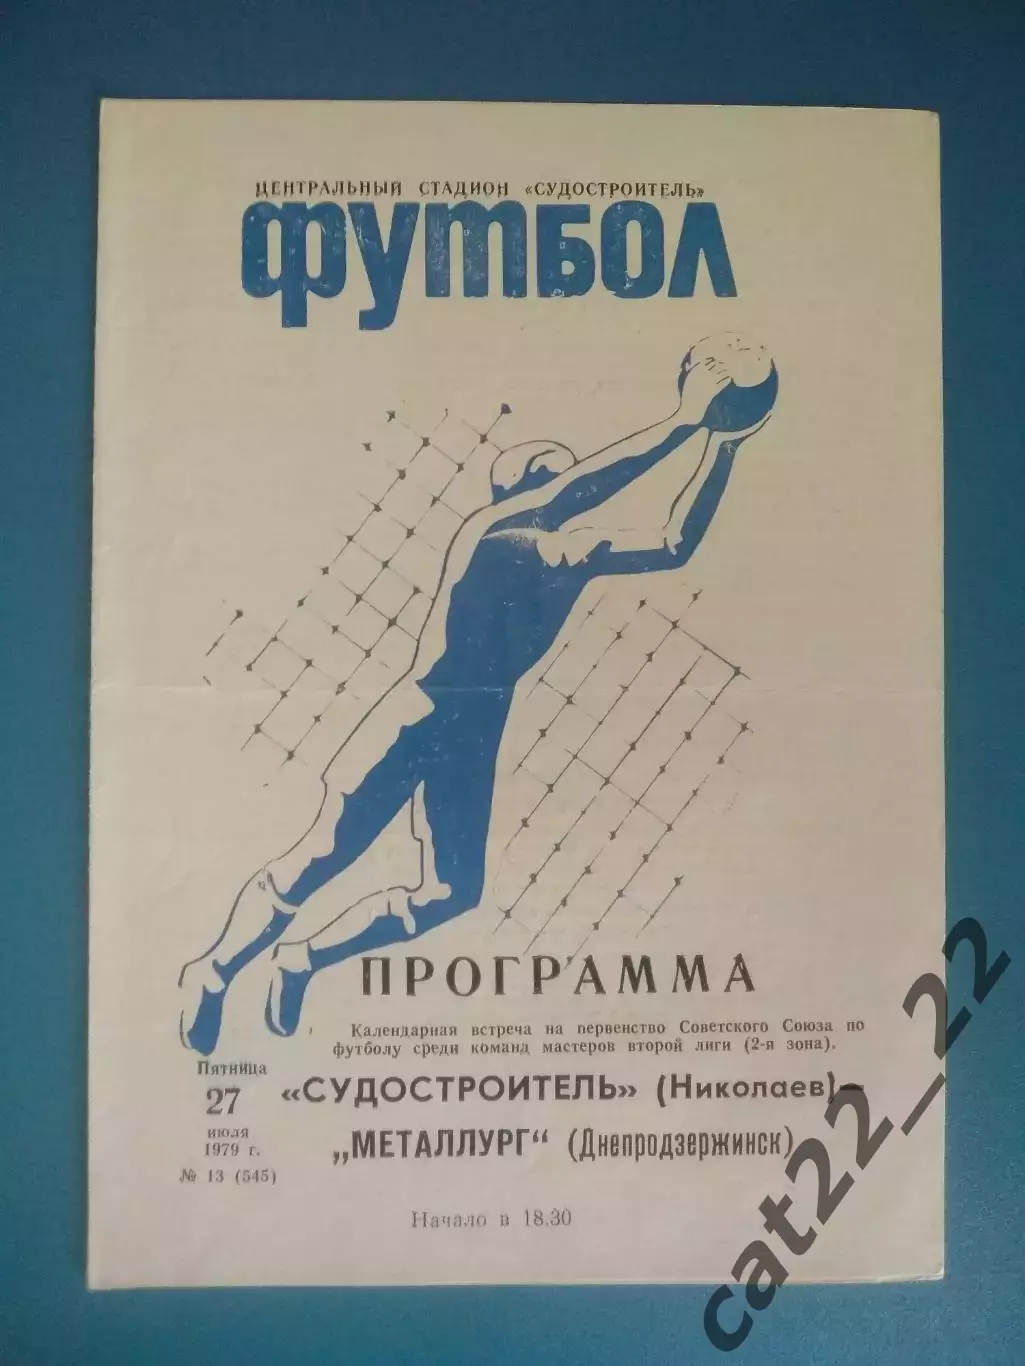 ЦЕНТРАЛЬНЫЙ СТАДИОН «СУДОСТРОИТЕЛЬ»
ФУТБОЛ
ПРОГРАММА
Календарная встреча на первенство Советского Союза по
футболу среди команд мастеров второй лиги (2-я зона).
Пятница
27
июля
1979 г.
№ 13 (545)
«СУДОСТРОИТЕЛЬ» (Николаев)—
„МЕТАЛЛУРГ“ (Днепродзержинск)
Начало в 18.30
cat22_22